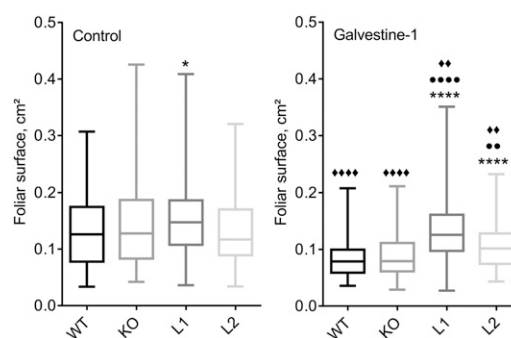 Control
Foliar surface, cm²
0.5
0.4
0.3
0.2
0.1
0.0
*
WT
KO
L1
L2
Galvestine-1
Foliar surface, cm²
0.5
0.4
0.3
0.2
0.1
0.0
♦♦♦♦
♦♦♦♦
♦♦
●●●●
****
♦♦
●●
****
WT
KO
L1
L2